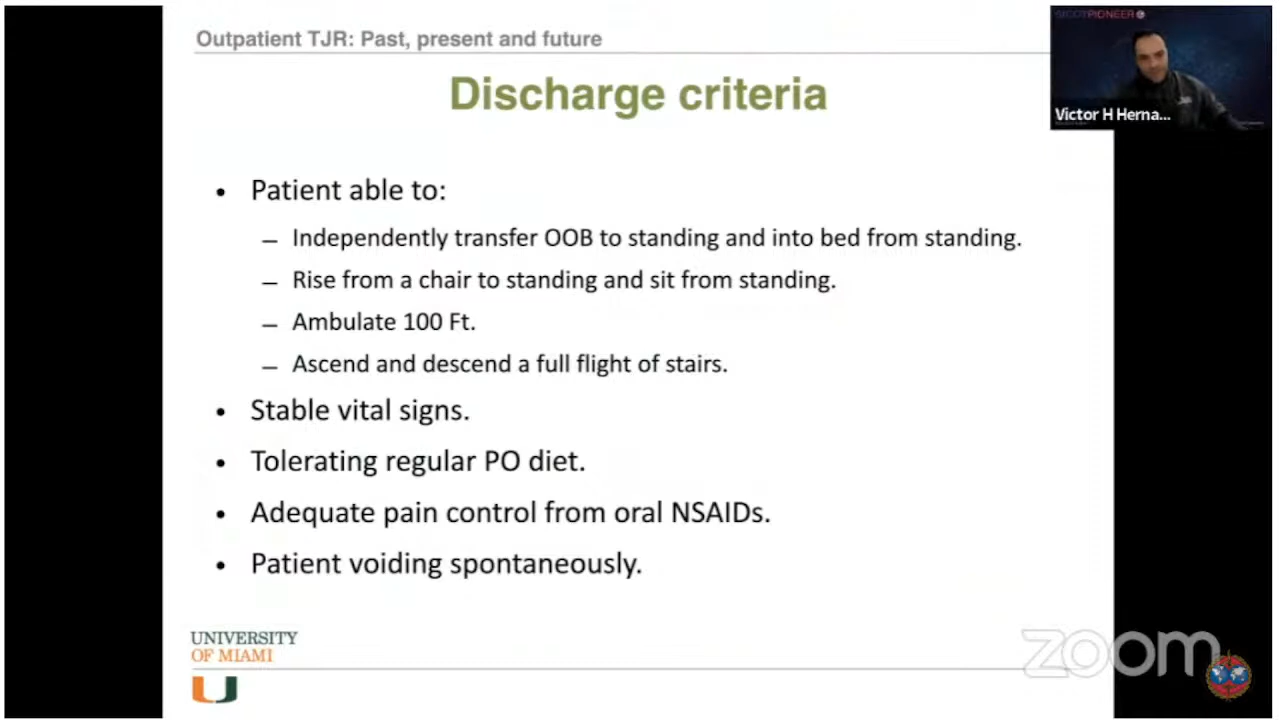 Outpatient TJR: Past, present and future
SICOT PIONEER
Victor H Herna...
Discharge criteria
• Patient able to:
– Independently transfer OOB to standing and into bed from standing.
– Rise from a chair to standing and sit from standing.
– Ambulate 100 Ft.
– Ascend and descend a full flight of stairs.
• Stable vital signs.
• Tolerating regular PO diet.
• Adequate pain control from oral NSAIDs.
• Patient voiding spontaneously.
UNIVERSITY
OF MIAMI
zoom